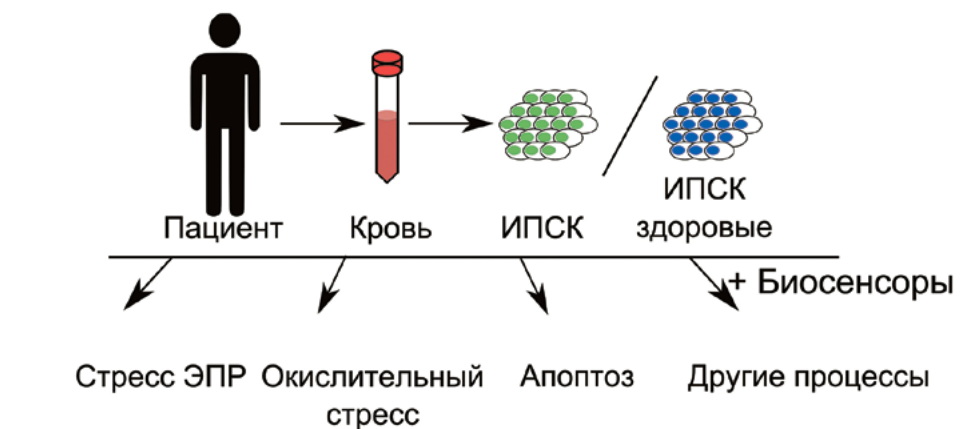 Пациент
Кровь
ИПСК
ИПСК
здоровые
+ Биосенсоры
Стресс ЭПР
Окислительный
стресс
Апоптоз
Другие процессы